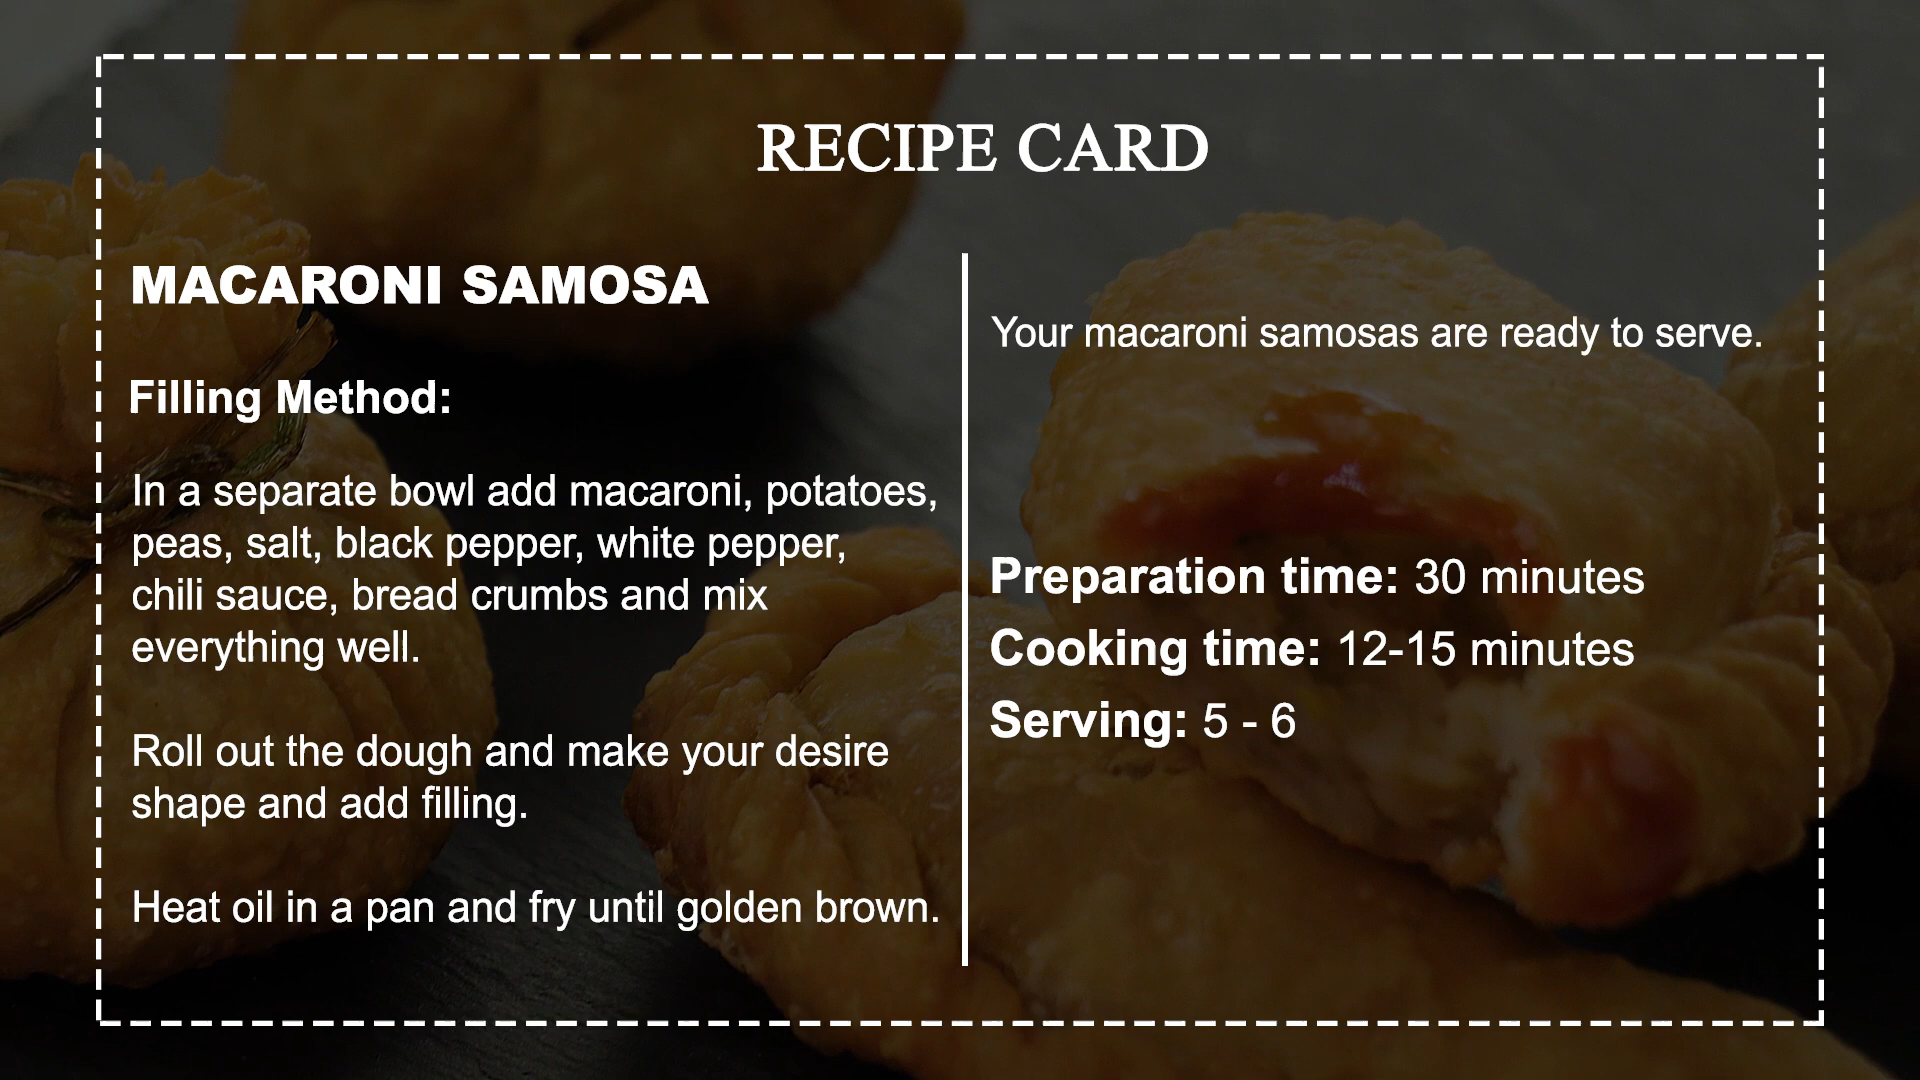 RECIPE CARD
MACARONI SAMOSA
Filling Method:
In a separate bowl add macaroni, potatoes,
peas, salt, black pepper, white pepper,
chili sauce, bread crumbs and mix
everything well.
Roll out the dough and make your desire
shape and add filling.
Heat oil in a pan and fry until golden brown.
Your macaroni samosas are ready to serve.
Preparation time: 30 minutes
Cooking time: 12-15 minutes
Serving: 5 - 6